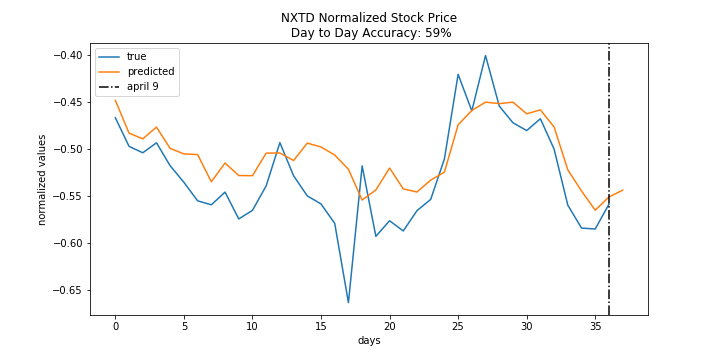 NXTD Normalized Stock Price
Day to Day Accuracy: 59%
true
predicted
april 9
normalized values
−0.40
−0.45
−0.50
−0.55
−0.60
−0.65
0 5 10 15 20 25 30 35
days